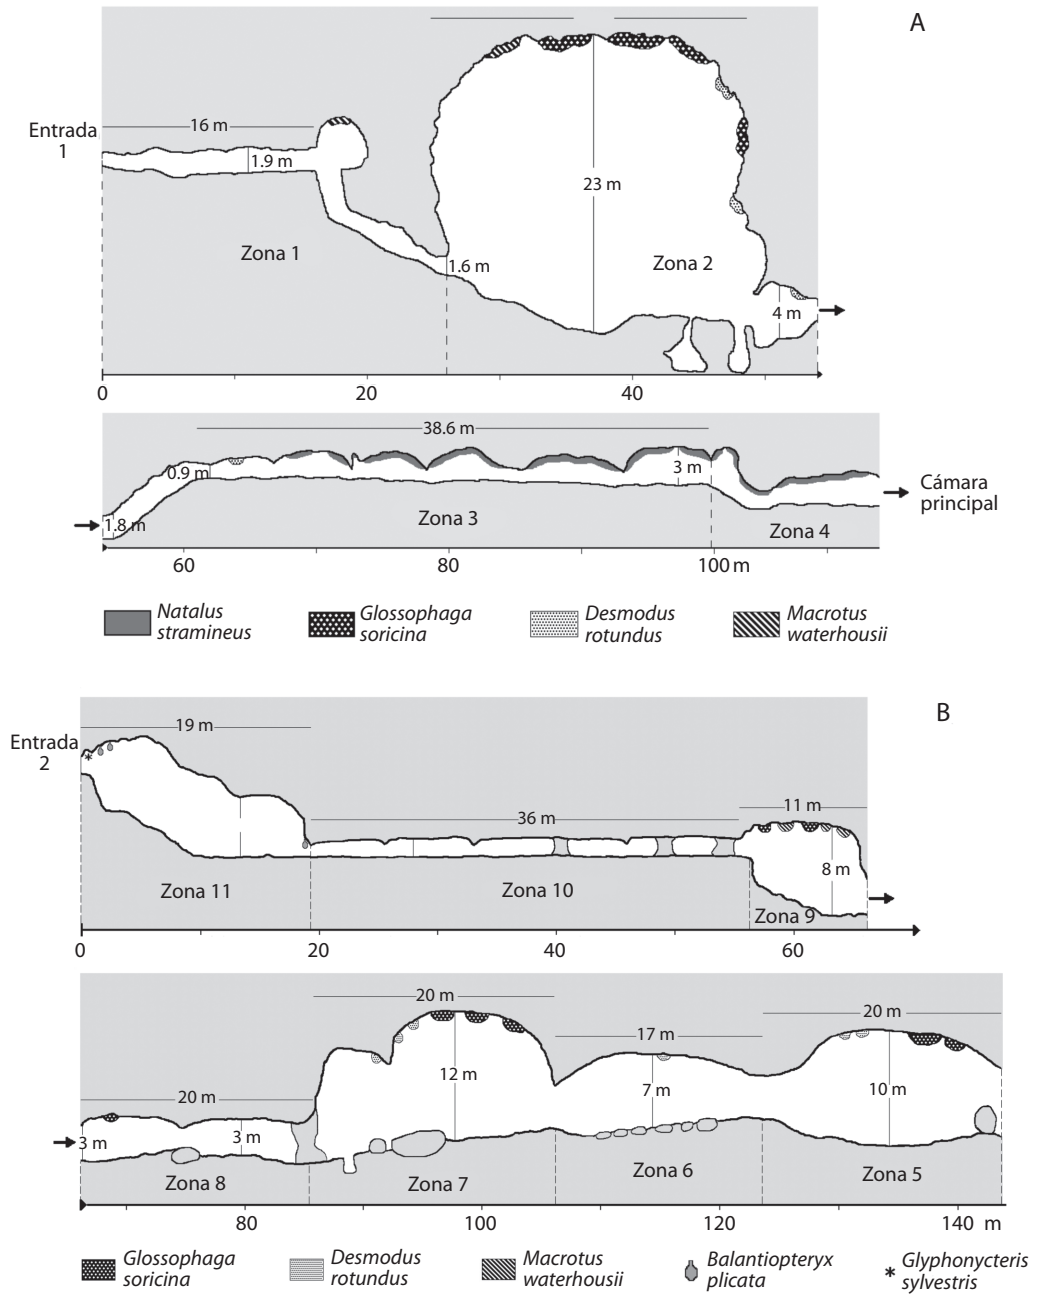 A
Entrada
1
16 m
1.9 m
23 m
Zona 1
1.6 m
Zona 2
4 m
0
20
40
38.6 m
0.9 m
3 m
Cámara
principal
1.8 m
Zona 3
Zona 4
60
80
100 m
Natalus
stramineus
Glossophaga
soricina
Desmodus
rotundus
Macrotus
waterhousii
B
Entrada
2
19 m
36 m
11 m
8 m
Zona 11
Zona 10
Zona 9
0
20
40
60
20 m
20 m
17 m
20 m
12 m
7 m
10 m
3 m
3 m
Zona 8
Zona 7
Zona 6
Zona 5
80
100
120
140 m
Glossophaga
soricina
Desmodus
rotundus
Macrotus
waterhousii
Balantiopteryx
plicata
* Glyphonycteris
sylvestris